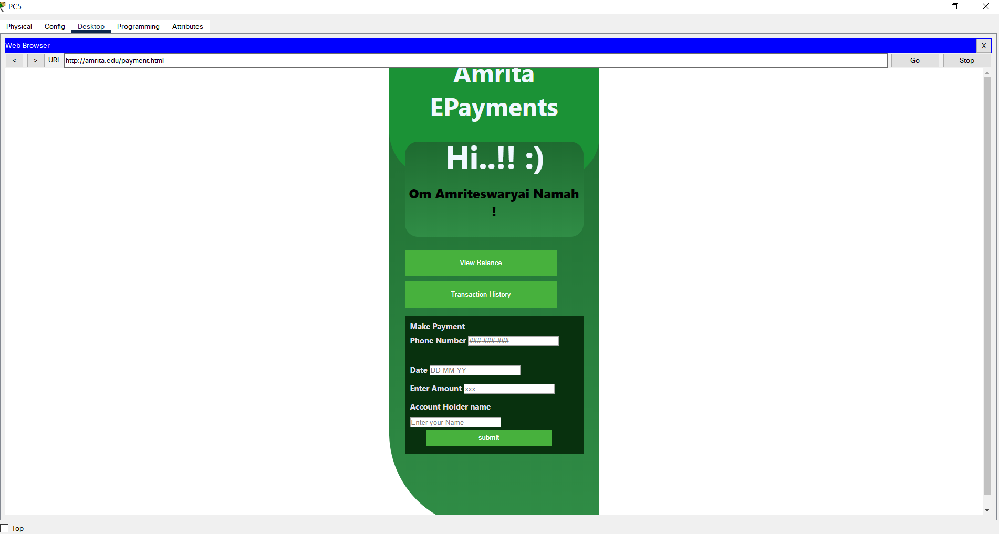 PC5
Physical Config Desktop Programming Attributes
Web Browser X
< > URL http://amrita.edu/payment.html Go Stop
Amrita
EPayments
Hi..!! :)
Om Amriteswaryai Namah
!
View Balance
Transaction History
Make Payment
Phone Number ###-###-###
Date DD-MM-YY
Enter Amount xxx
Account Holder name
Enter your Name
submit
Top